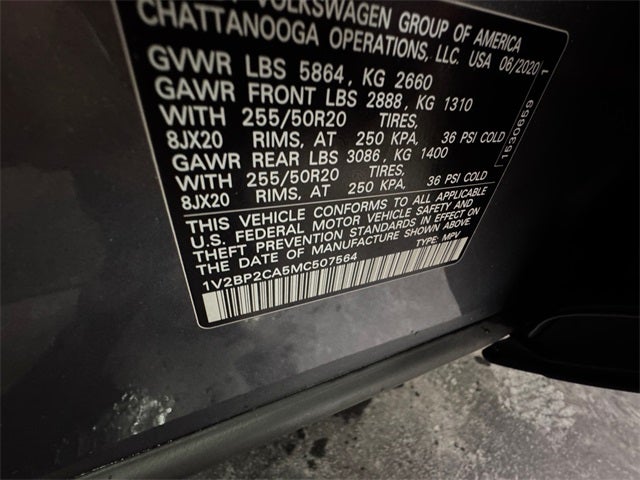 VOLKSWAGEN GROUP OF AMERICA
CHATTANOOGA OPERATIONS, LLC. USA 06/2020
GVWR LBS 5864, KG 2660
GAWR FRONT LBS 2888, KG 1310
WITH 255/50R20 TIRES,
8JX20 RIMS, AT 250 KPA, 36 PSI COLD
GAWR REAR LBS 3086, KG 1400
WITH 255/50R20 TIRES,
8JX20 RIMS, AT 250 KPA, 36 PSI COLD
THIS VEHICLE CONFORMS TO ALL APPLICABLE
U.S. FEDERAL MOTOR VEHICLE SAFETY AND
THEFT PREVENTION STANDARDS IN EFFECT ON
THE DATE OF MANUFACTURE SHOWN ABOVE.
1V2BP2CA5MC507564 TYPE: MPV
1530659 1